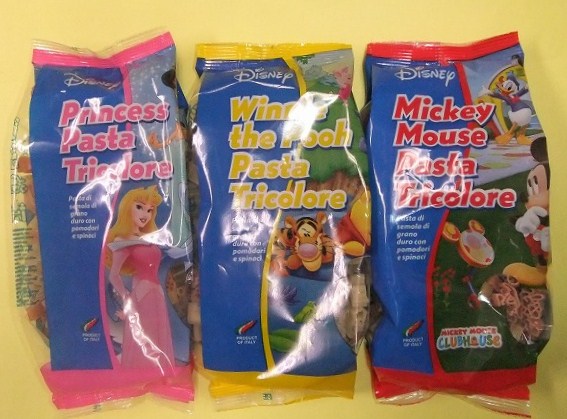 Disney
Princess
Pasta
Tricolore
Pasta di
semola di
grano
duro con
pomodori
e spinaci
PRODUCT
OF ITALY
Disney
Winnie
the Pooh
Pasta
Tricolore
duro con
pomodori
e spinaci
PRODUCT
OF ITALY
Disney
Mickey
Mouse
Pasta
Tricolore
Pasta di
semola di
grano
duro con
pomodori
e spinaci
PRODUCT
OF ITALY
MICKEY MOUSE
CLUBHOUSE